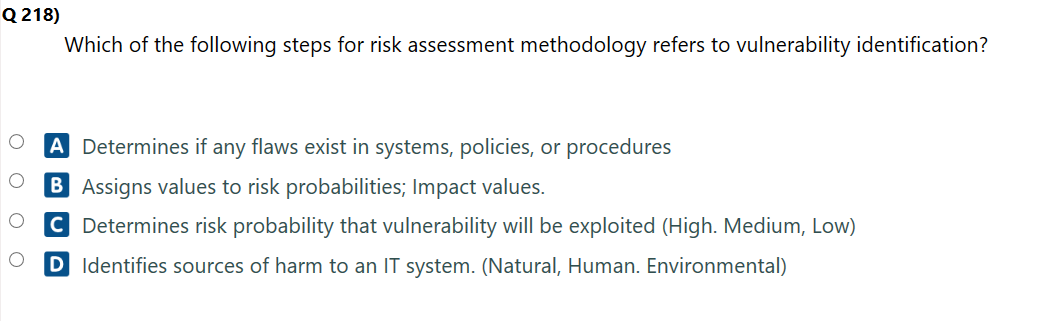 Q 218)
Which of the following steps for risk assessment methodology refers to vulnerability identification?
A Determines if any flaws exist in systems, policies, or procedures
B Assigns values to risk probabilities; Impact values.
C Determines risk probability that vulnerability will be exploited (High. Medium, Low)
D Identifies sources of harm to an IT system. (Natural, Human. Environmental)